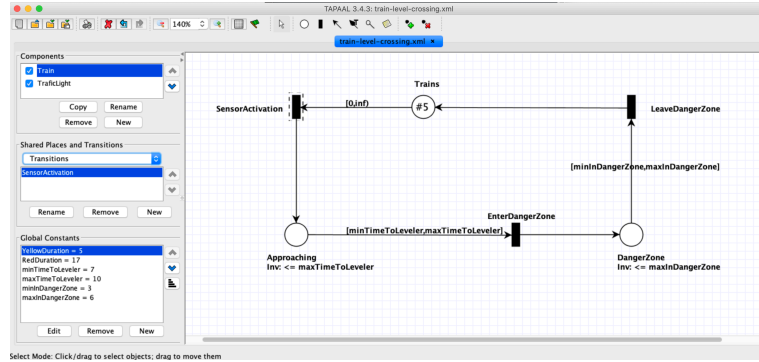 TAPAAL 3.4.3: train-level-crossing.xml
140%
train-level-crossing.xml ×
Components
Train
TraficLight
Copy Rename
Remove New
Shared Places and Transitions
Transitions
SensorActivation
Rename Remove New
Global Constants
YellowDuration = 5
RedDuration = 17
minTimeToLeveler = 7
maxTimeToLeveler = 10
minInDangerZone = 3
maxInDangerZone = 6
Edit Remove New
Trains
SensorActivation
[0,inf)
#5
LeaveDangerZone
[minInDangerZone,maxInDangerZone]
EnterDangerZone
[minTimeToLeveler,maxTimeToLeveler]
Approaching
Inv: <= maxTimeToLeveler
DangerZone
Inv: <= maxInDangerZone
Select Mode: Click/drag to select objects; drag to move them